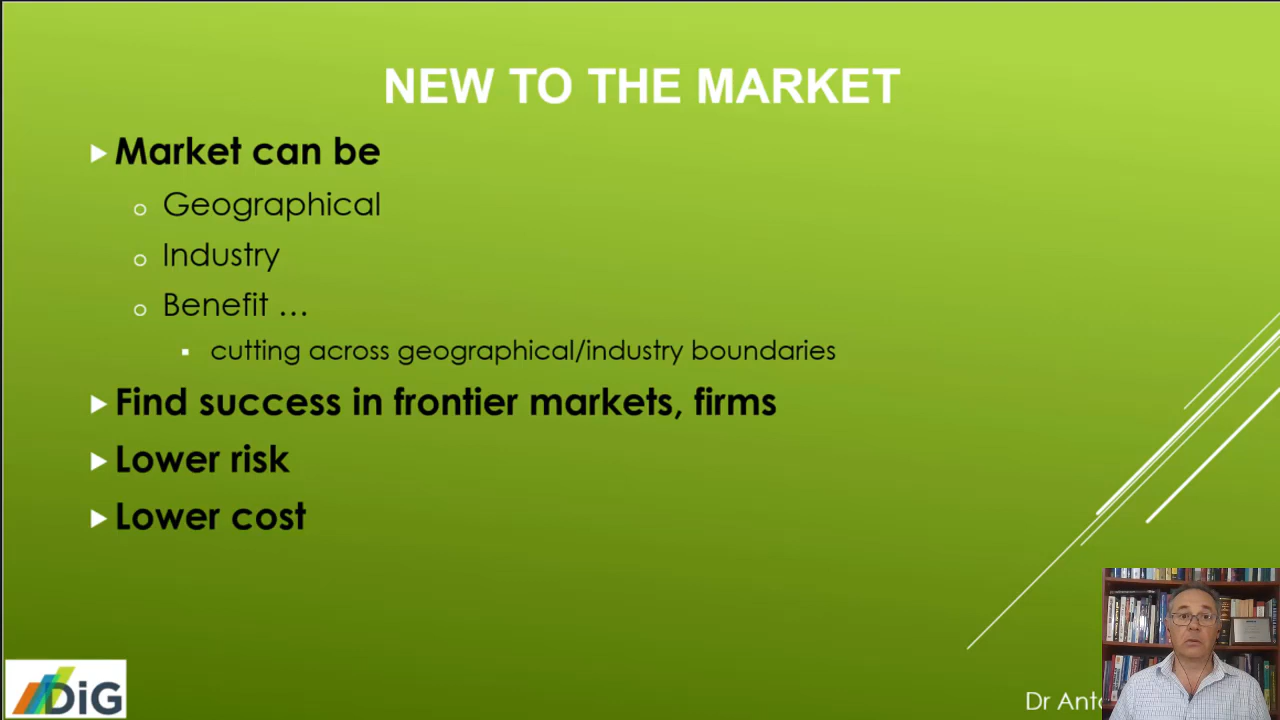 NEW TO THE MARKET
Market can be
Geographical
Industry
Benefit ...
cutting across geographical/industry boundaries
Find success in frontier markets, firms
Lower risk
Lower cost
DiG
Dr